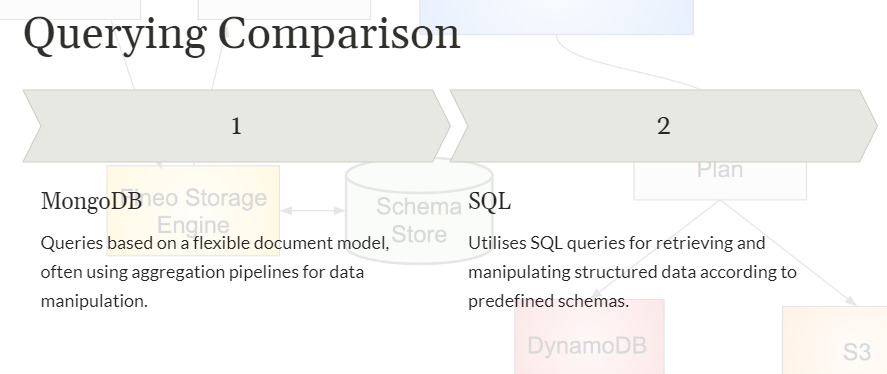 Querying Comparison
1
2
Plan
MongoDB
Fineo Storage
Engine
Schema
Store
SQL
Queries based on a flexible document model,
often using aggregation pipelines for data
manipulation.
Utilises SQL queries for retrieving and
manipulating structured data according to
predefined schemas.
DynamoDB
S3